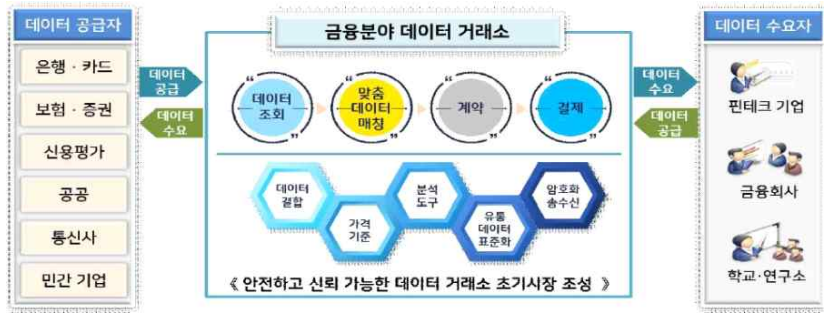 데이터 공급자
은행 · 카드
보험 · 증권
신용평가
공공
통신사
민간 기업
데이터
공급
데이터
수요
금융분야 데이터 거래소
데이터
조회
맞춤
데이터
매칭
계약
결제
데이터
결합
가격
기준
분석
도구
유통
데이터
표준화
암호화
송수신
《 안전하고 신뢰 가능한 데이터 거래소 초기시장 조성 》
데이터
수요
데이터
공급
데이터 수요자
핀테크 기업
금융회사
학교·연구소